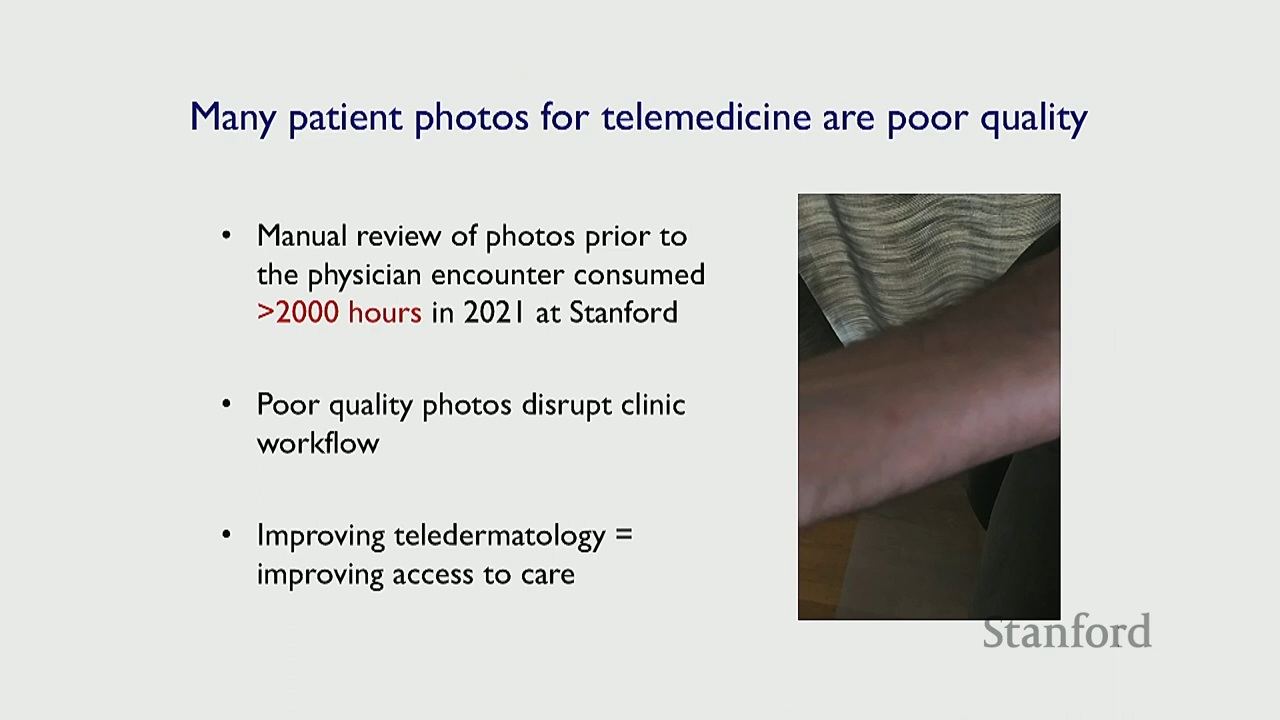 Many patient photos for telemedicine are poor quality
• Manual review of photos prior to
the physician encounter consumed
>2000 hours in 2021 at Stanford
• Poor quality photos disrupt clinic
workflow
• Improving teledermatology =
improving access to care
Stanford